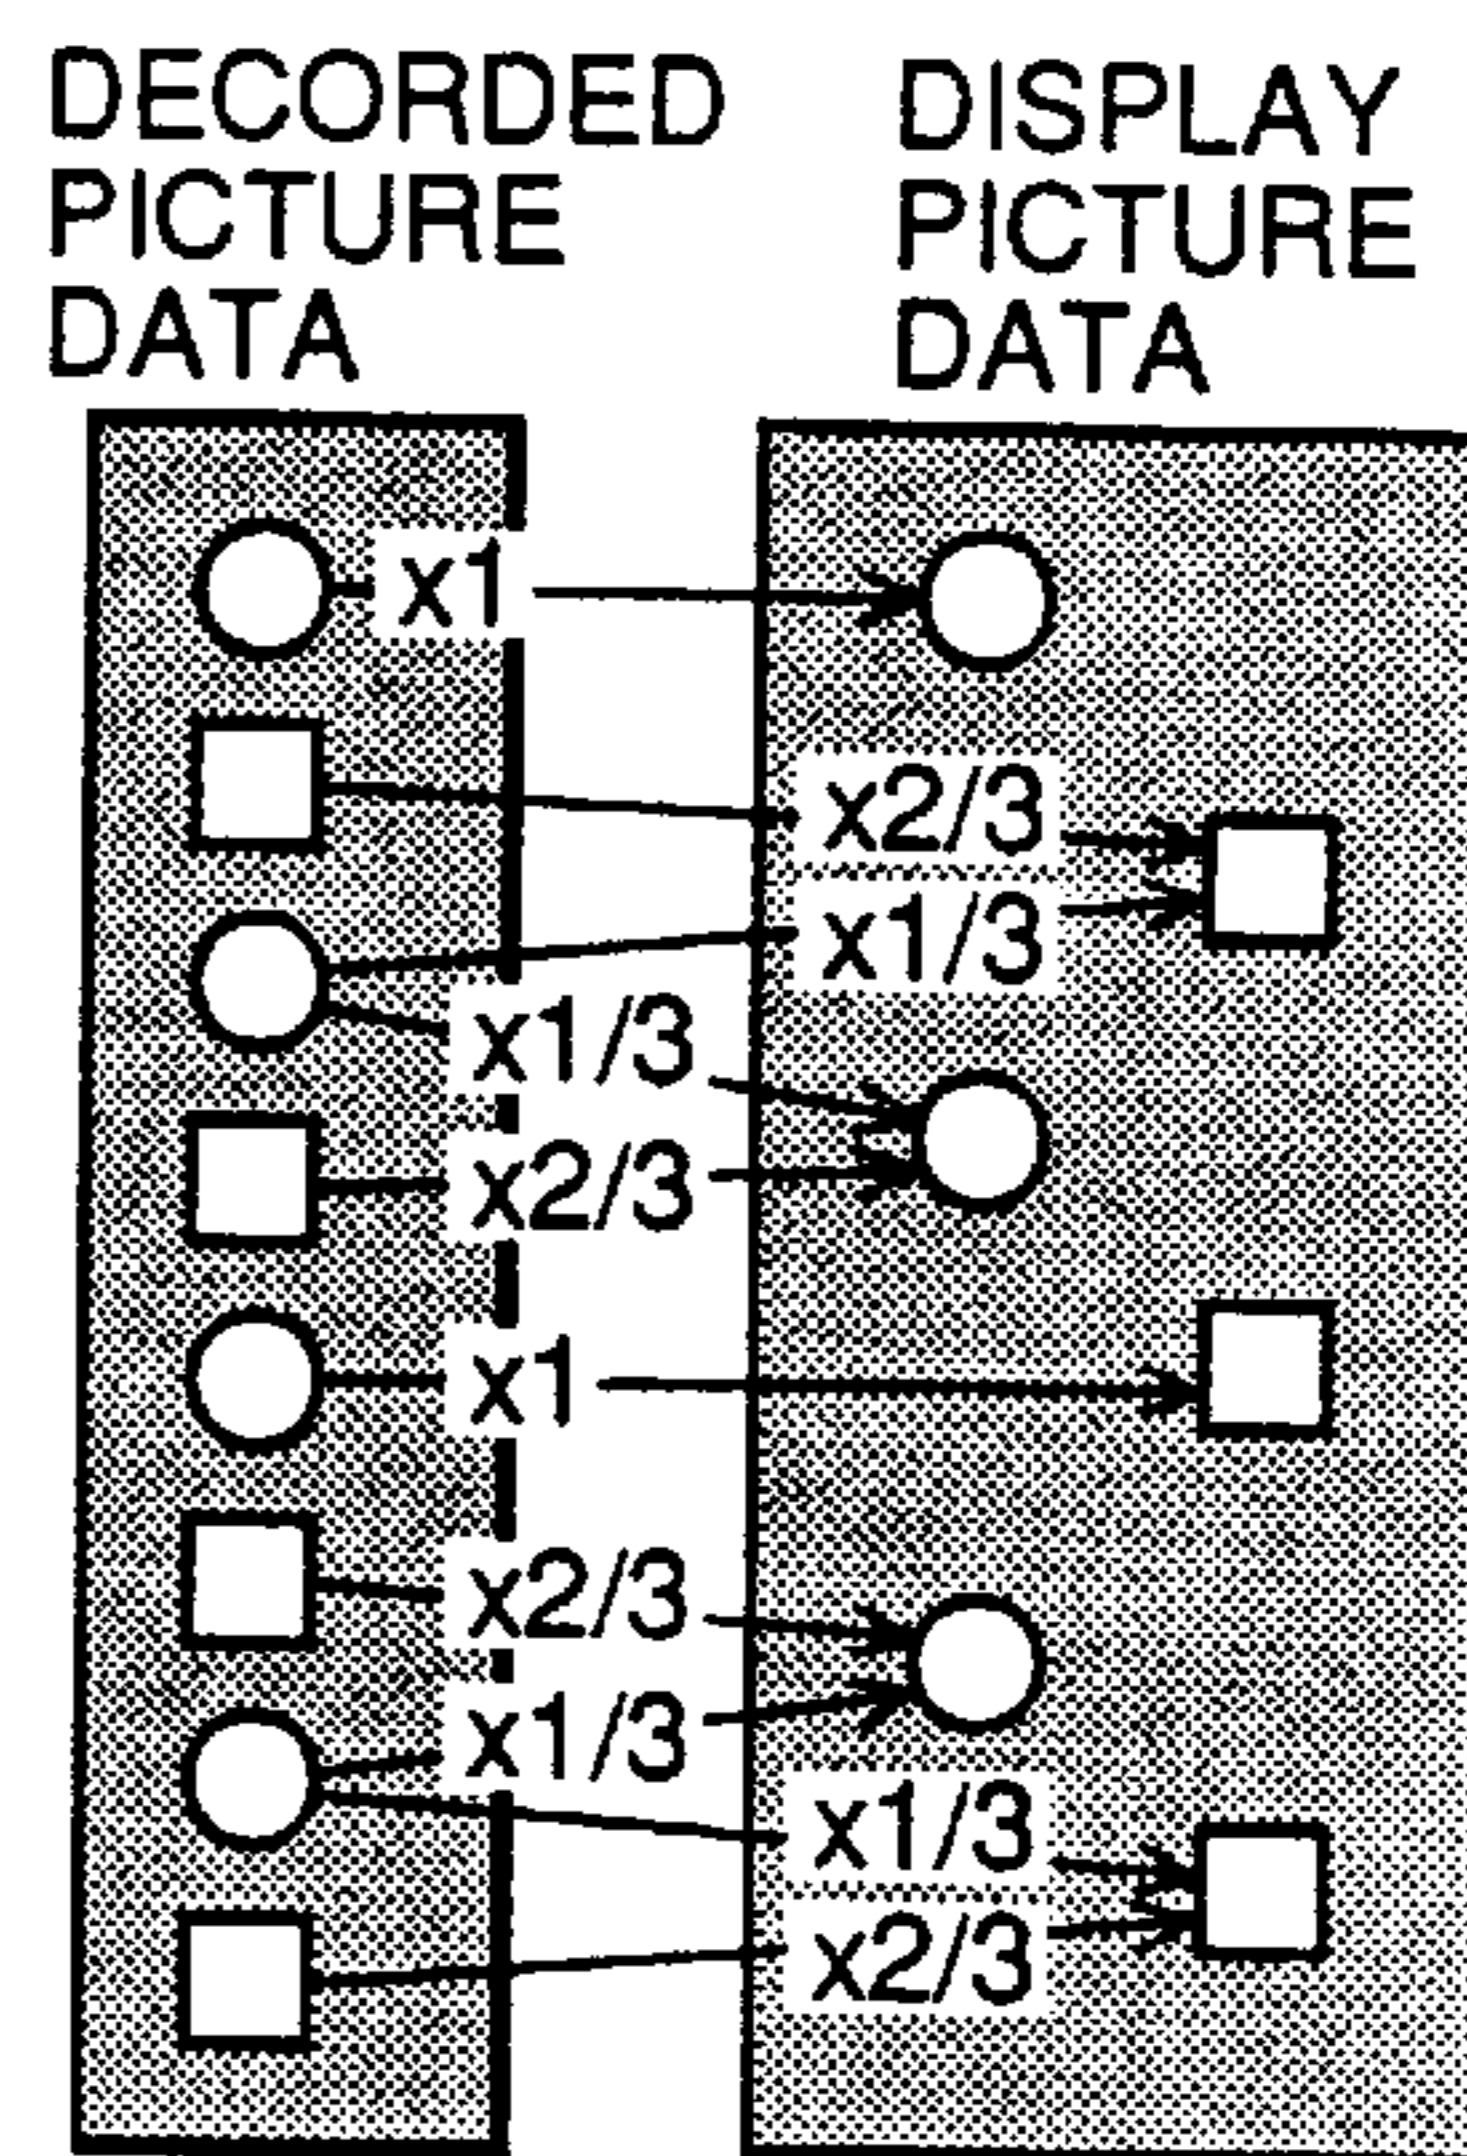 DECORDED
PICTURE
DATA
DISPLAY
PICTURE
DATA
x1
x2/3
x1/3
x1/3
x2/3
x1
x2/3
x1/3
x1/3
x2/3